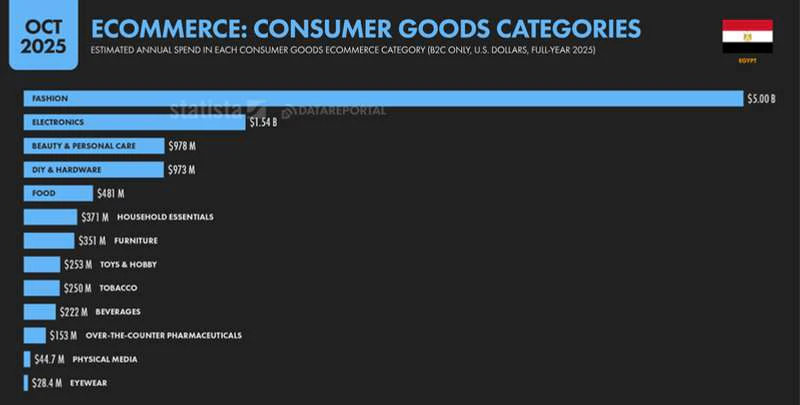 OCT
2025
ECOMMERCE: CONSUMER GOODS CATEGORIES
ESTIMATED ANNUAL SPEND IN EACH CONSUMER GOODS ECOMMERCE CATEGORY (B2C ONLY, U.S. DOLLARS, FULL-YEAR 2025)
EGYPT
FASHION $5.00 B
statista DATAREPORTAL
ELECTRONICS $1.54 B
BEAUTY & PERSONAL CARE $978 M
DIY & HARDWARE $973 M
FOOD $481 M
$371 M HOUSEHOLD ESSENTIALS
$351 M FURNITURE
$253 M TOYS & HOBBY
$250 M TOBACCO
$222 M BEVERAGES
$153 M OVER-THE-COUNTER PHARMACEUTICALS
$44.7 M PHYSICAL MEDIA
$28.4 M EYEWEAR